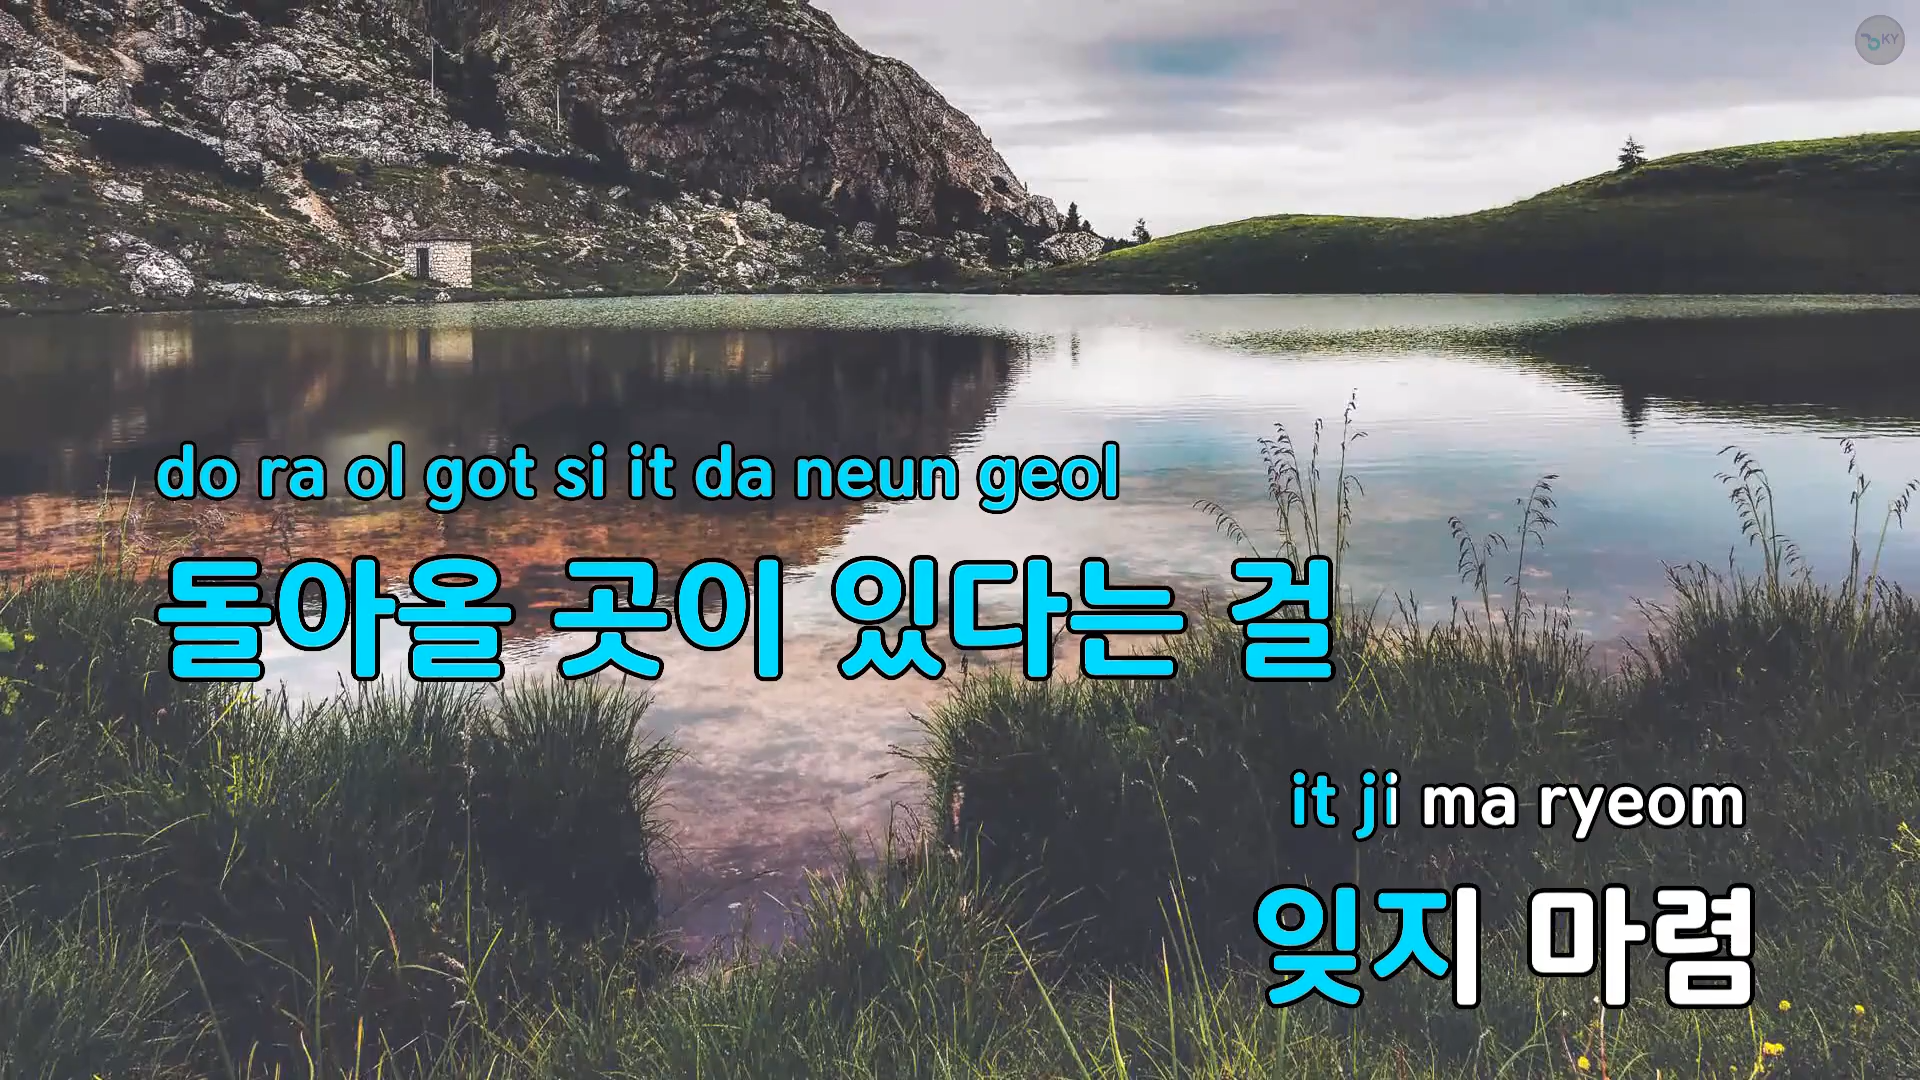 KY
do ra ol got si it da neun geol
돌아올 곳이 있다는 걸
it ji ma ryeom
잊지 마렴